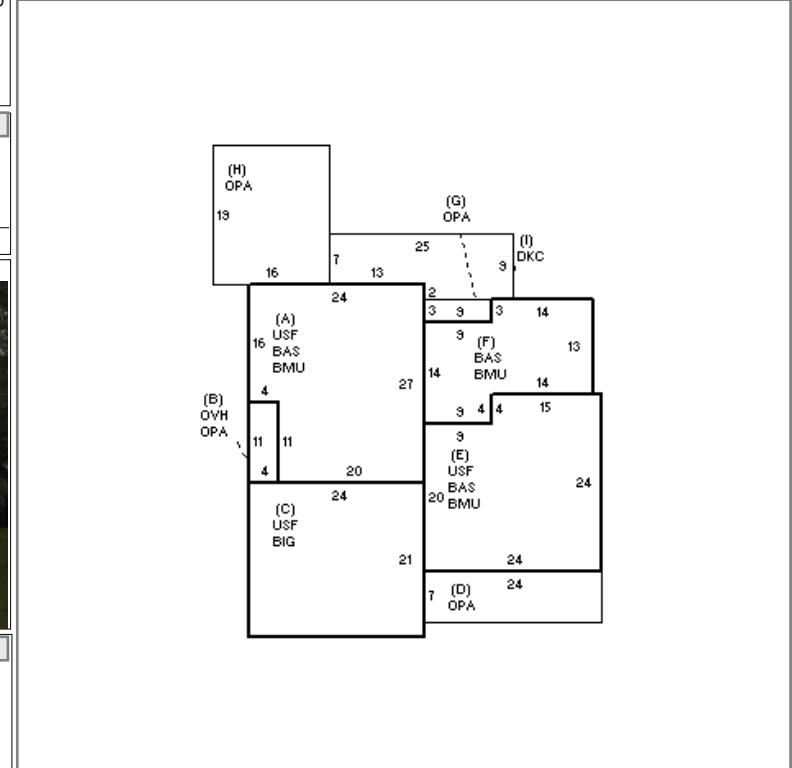 (H)
OPA
19
16
(G)
OPA
25
(I)
DKC
7
13
9
2
24
3 9 3 14
(A)
USF
BAS
BMU
16
9
(F)
BAS
BMU
13
14
27
14
4
9 4 4 15
(B)
OVH
OPA
11 11
9
(E)
USF
BAS
BMU
24
4 20
20
24
(C)
USF
BIG
21
24
24
7
(D)
OPA